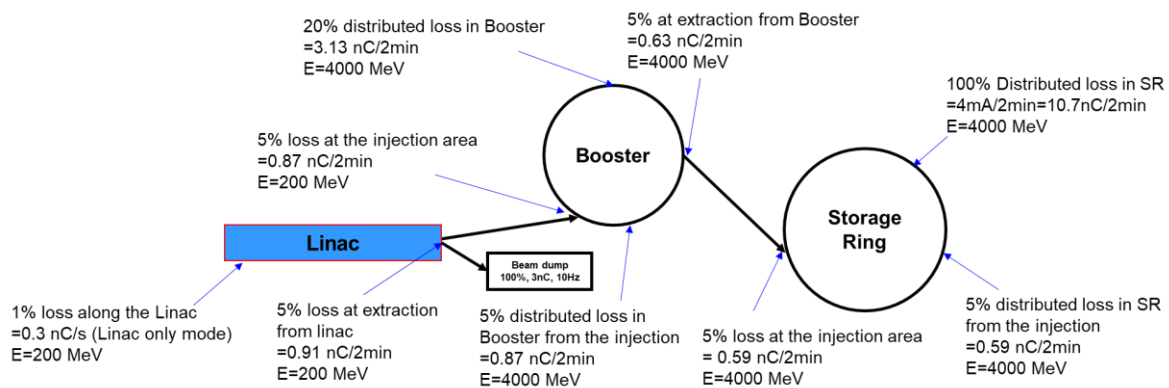 20% distributed loss in Booster
=3.13 nC/2min
E=4000 MeV
5% at extraction from Booster
=0.63 nC/2min
E=4000 MeV
100% Distributed loss in SR
=4mA/2min=10.7nC/2min
E=4000 MeV
5% loss at the injection area
=0.87 nC/2min
E=200 MeV
Booster
Storage
Ring
Linac
Beam dump
100%, 3nC, 10Hz
1% loss along the Linac
=0.3 nC/s (Linac only mode)
E=200 MeV
5% loss at extraction
from linac
=0.91 nC/2min
E=200 MeV
5% distributed loss in
Booster from the injection
=0.87 nC/2min
E=4000 MeV
5% loss at the injection area
= 0.59 nC/2min
E=4000 MeV
5% distributed loss in SR
from the injection
=0.59 nC/2min
E=4000 MeV